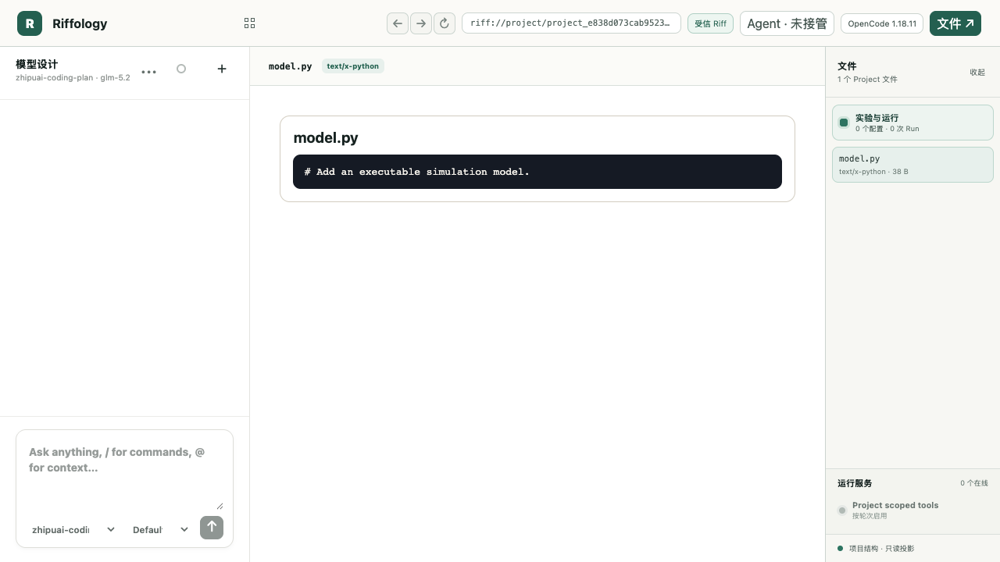 R Riffology
riff://project/project_e838d073cab9523…
受信 Riff
Agent · 未接管
OpenCode 1.18.11
文件
模型设计
zhipuai-coding-plan · glm-5.2
model.py
text/x-python
model.py
# Add an executable simulation model.
文件
1 个 Project 文件
收起
实验与运行
0 个配置 · 0 次 Run
model.py
text/x-python · 38 B
Ask anything, / for commands, @
for context...
zhipuai-codi
Defaul
运行服务
0 个在线
Project scoped tools
按轮次启用
项目结构 · 只读投影